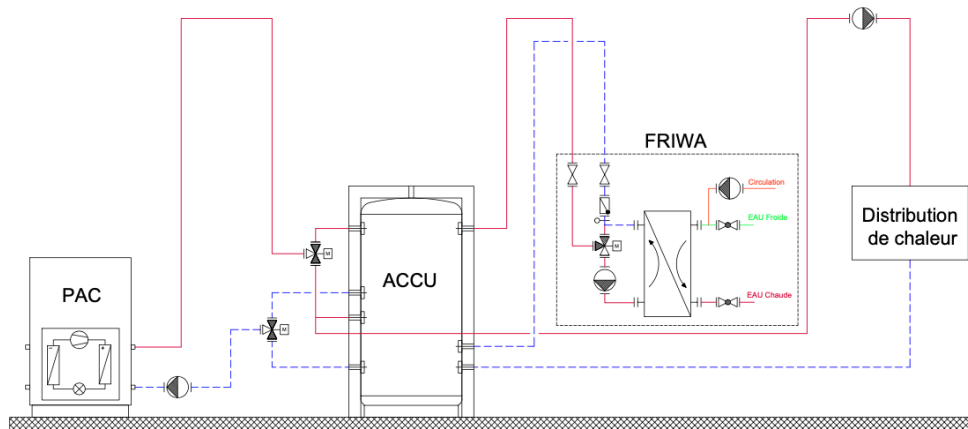 FRIWA
Circulation
EAU Froide
Distribution
de chaleur
M
M
PAC
ACCU
EAU Chaude
M